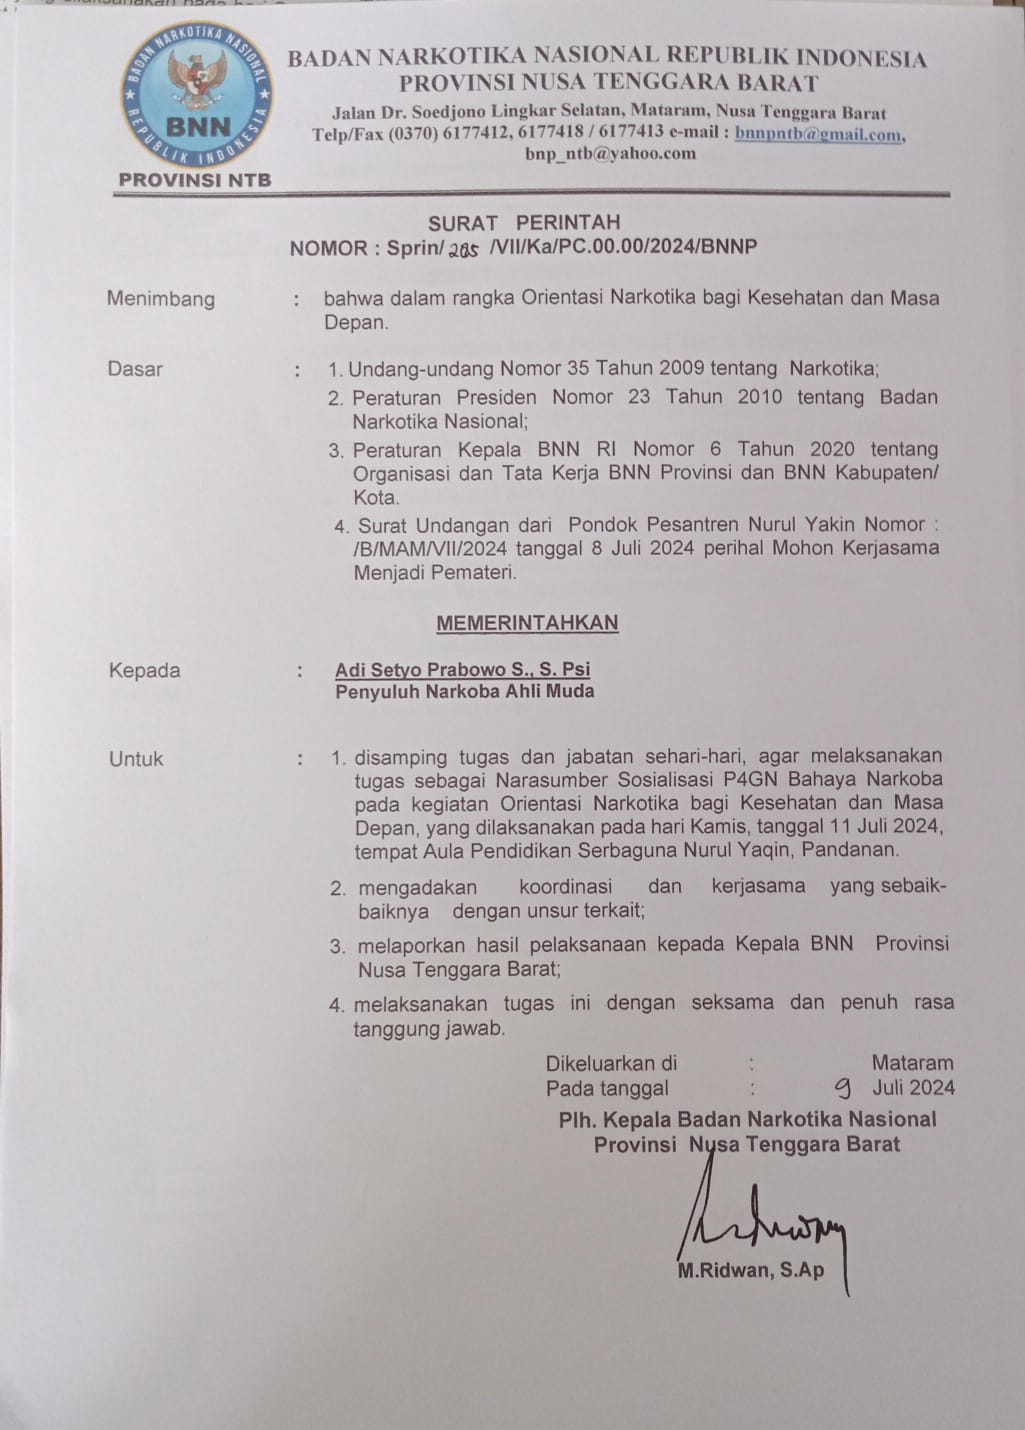 BADAN NARKOTIKA NASIONAL
REPUBLIK INDONESIA
BNN
PROVINSI NTB
BADAN NARKOTIKA NASIONAL REPUBLIK INDONESIA
PROVINSI NUSA TENGGARA BARAT
Jalan Dr. Soedjono Lingkar Selatan, Mataram, Nusa Tenggara Barat
Telp/Fax (0370) 6177412, 6177418 / 6177413 e-mail : bnnpntb@gmail.com,
bnp_ntb@yahoo.com
SURAT PERINTAH
NOMOR : Sprin/ 285 /VII/Ka/PC.00.00/2024/BNNP
Menimbang : bahwa dalam rangka Orientasi Narkotika bagi Kesehatan dan Masa
Depan.
Dasar : 1. Undang-undang Nomor 35 Tahun 2009 tentang Narkotika;
2. Peraturan Presiden Nomor 23 Tahun 2010 tentang Badan
Narkotika Nasional;
3. Peraturan Kepala BNN RI Nomor 6 Tahun 2020 tentang
Organisasi dan Tata Kerja BNN Provinsi dan BNN Kabupaten/
Kota.
4. Surat Undangan dari Pondok Pesantren Nurul Yakin Nomor :
/B/MAM/VII/2024 tanggal 8 Juli 2024 perihal Mohon Kerjasama
Menjadi Pemateri.
MEMERINTAHKAN
Kepada : Adi Setyo Prabowo S., S. Psi
Penyuluh Narkoba Ahli Muda
Untuk : 1. disamping tugas dan jabatan sehari-hari, agar melaksanakan
tugas sebagai Narasumber Sosialisasi P4GN Bahaya Narkoba
pada kegiatan Orientasi Narkotika bagi Kesehatan dan Masa
Depan, yang dilaksanakan pada hari Kamis, tanggal 11 Juli 2024,
tempat Aula Pendidikan Serbaguna Nurul Yaqin, Pandanan.
2. mengadakan koordinasi dan kerjasama yang sebaik-
baiknya dengan unsur terkait;
3. melaporkan hasil pelaksanaan kepada Kepala BNN Provinsi
Nusa Tenggara Barat;
4. melaksanakan tugas ini dengan seksama dan penuh rasa
tanggung jawab.
Dikeluarkan di : Mataram
Pada tanggal : 9 Juli 2024
Plh. Kepala Badan Narkotika Nasional
Provinsi Nusa Tenggara Barat
M.Ridwan, S.Ap